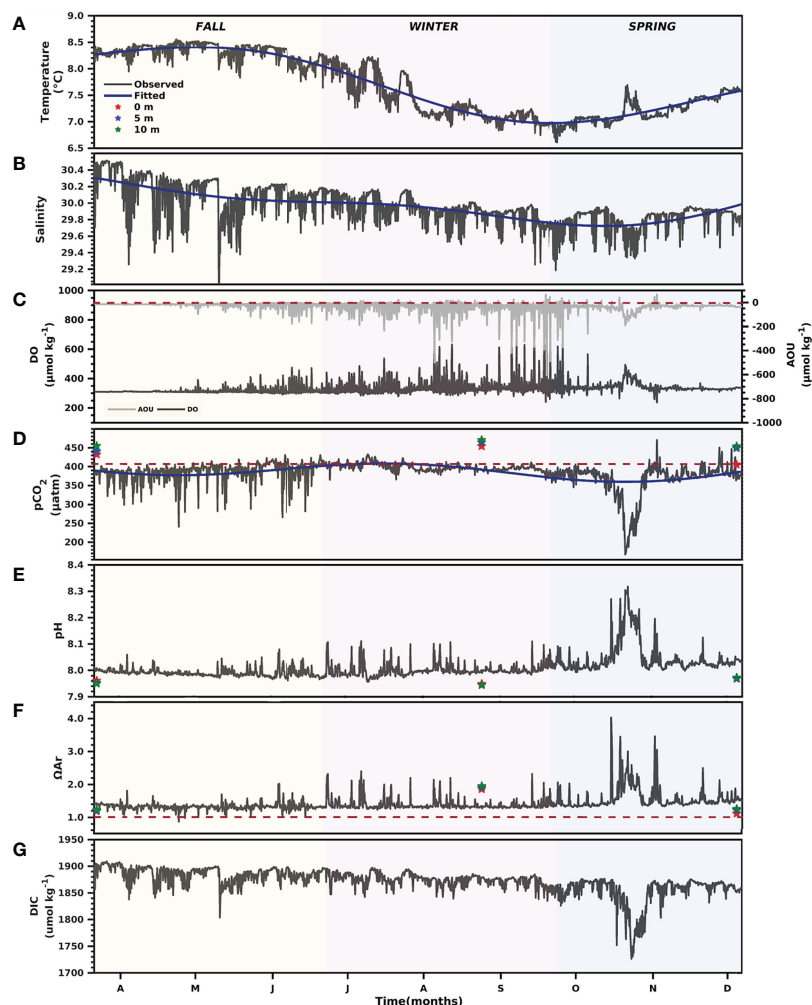 FALL WINTER SPRING
A
Temperature
(°C)
9.0
8.5
8.0
7.5
7.0
6.5
Observed
Fitted
0 m
5 m
10 m
B
Salinity
30.4
30.2
30.0
29.8
29.6
29.4
29.2
C
DO
(μmol kg⁻¹)
1000
800
600
400
200
AOU DO
0
-200
-400
-600
-800
-1000
AOU
(μmol kg⁻¹)
D
pCO₂
(μatm)
450
400
350
300
250
200
E
pH
8.4
8.3
8.2
8.1
8.0
7.9
F
ΩAr
4.0
3.0
2.0
1.0
G
DIC
(umol kg⁻¹)
1950
1900
1850
1800
1750
1700
A M J J A S O N D
Time(months)